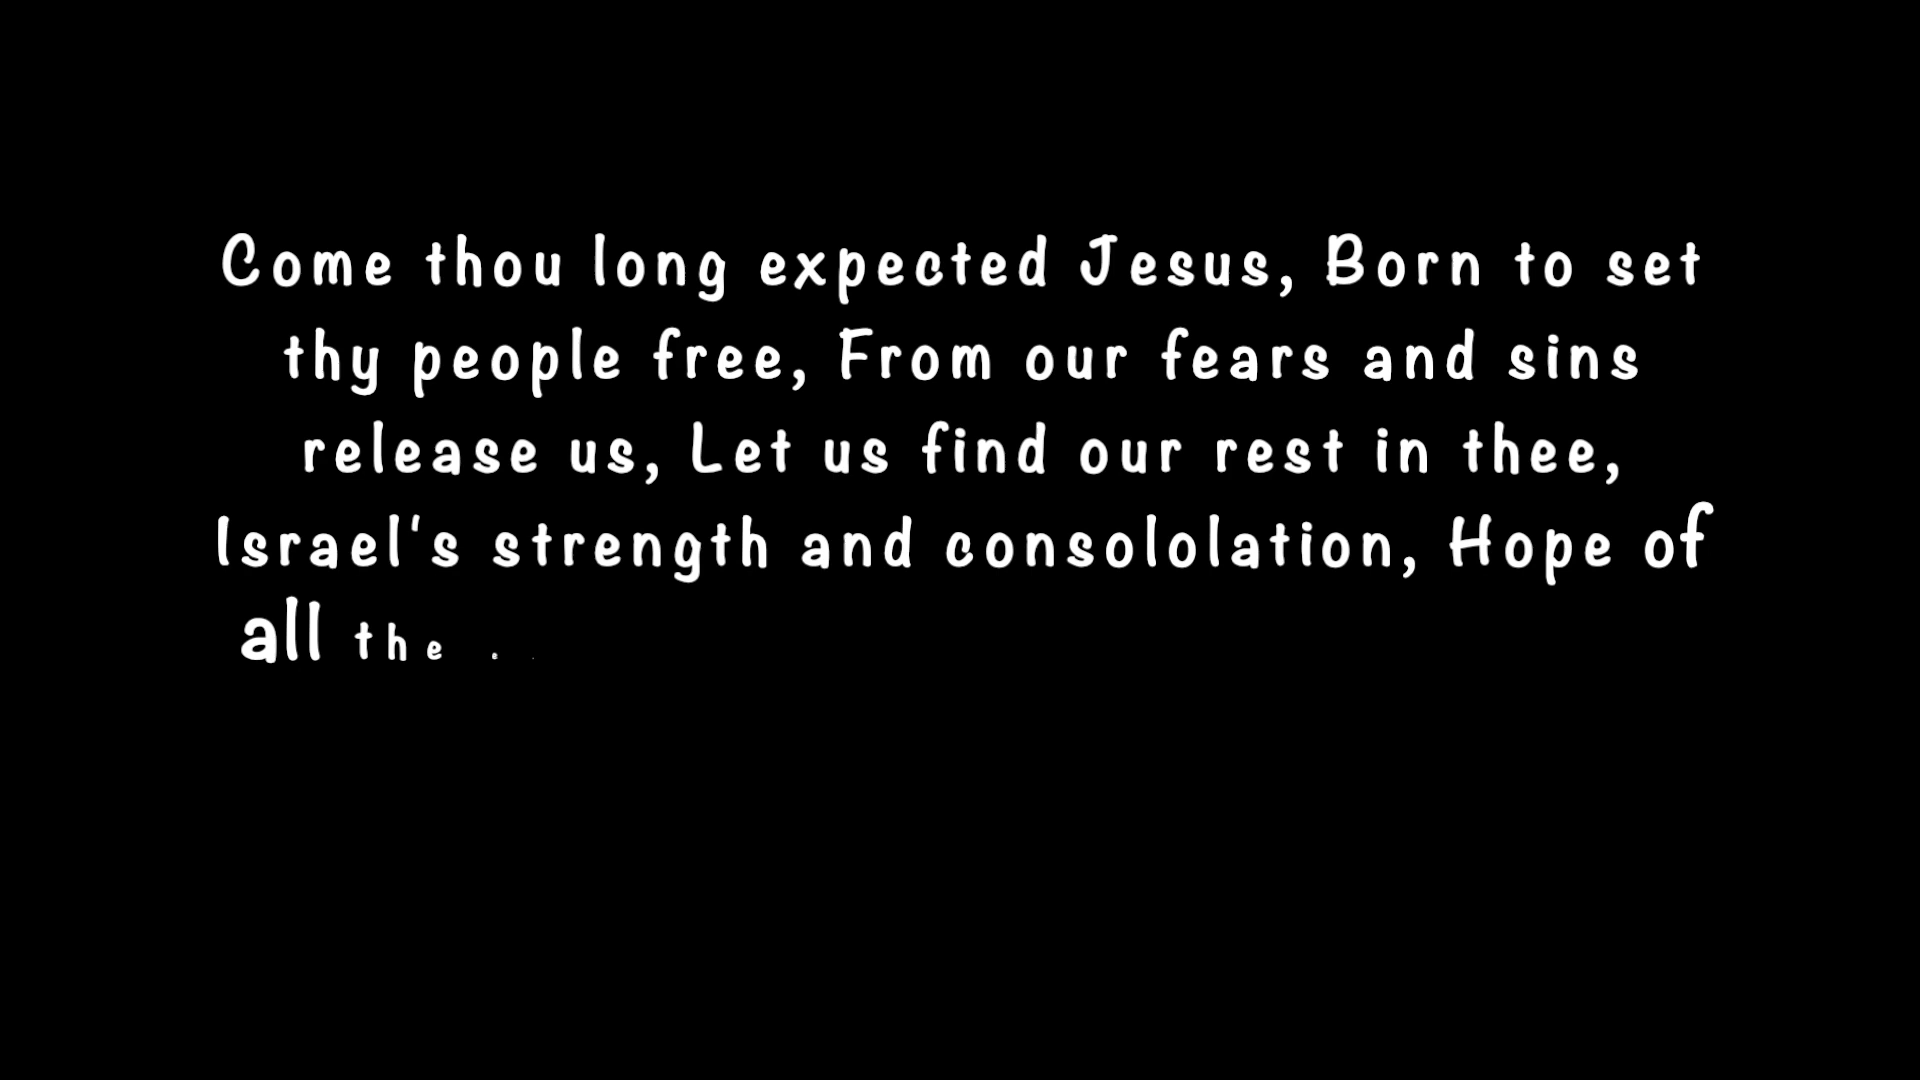 Come thou long expected Jesus, Born to set
thy people free, From our fears and sins
release us, Let us find our rest in thee,
Israel's strength and consololation, Hope of
all the